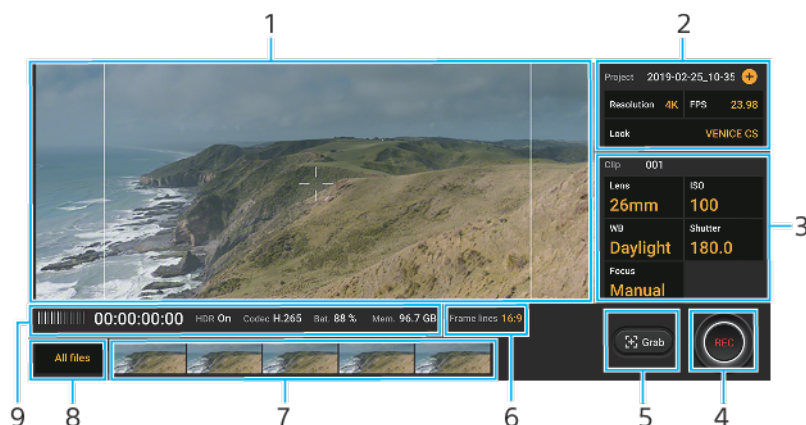 1
2
Project 2019-02-25_10-35 +
Resolution 4K FPS 23.98
Look VENICE CS
Clip 001
Lens ISO
26mm 100
WB Shutter
Daylight 180.0
Focus
Manual
3
00:00:00:00 HDR On Codec H.265 Bat. 88 % Mem. 96.7 GB Frame lines 16:9
All files
Grab
REC
9 8 7 6 5 4